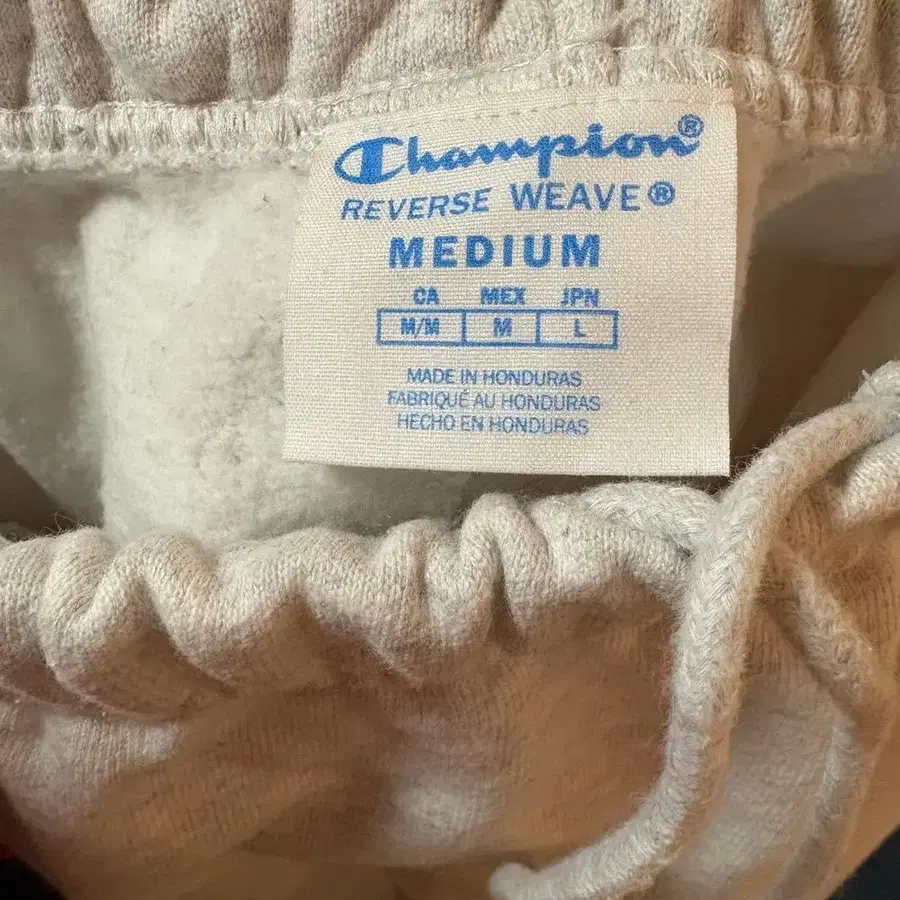 Champion®
REVERSE WEAVE®
MEDIUM
CA MEX JPN
M/M M L
MADE IN HONDURAS
FABRIQUÉ AU HONDURAS
HECHO EN HONDURAS